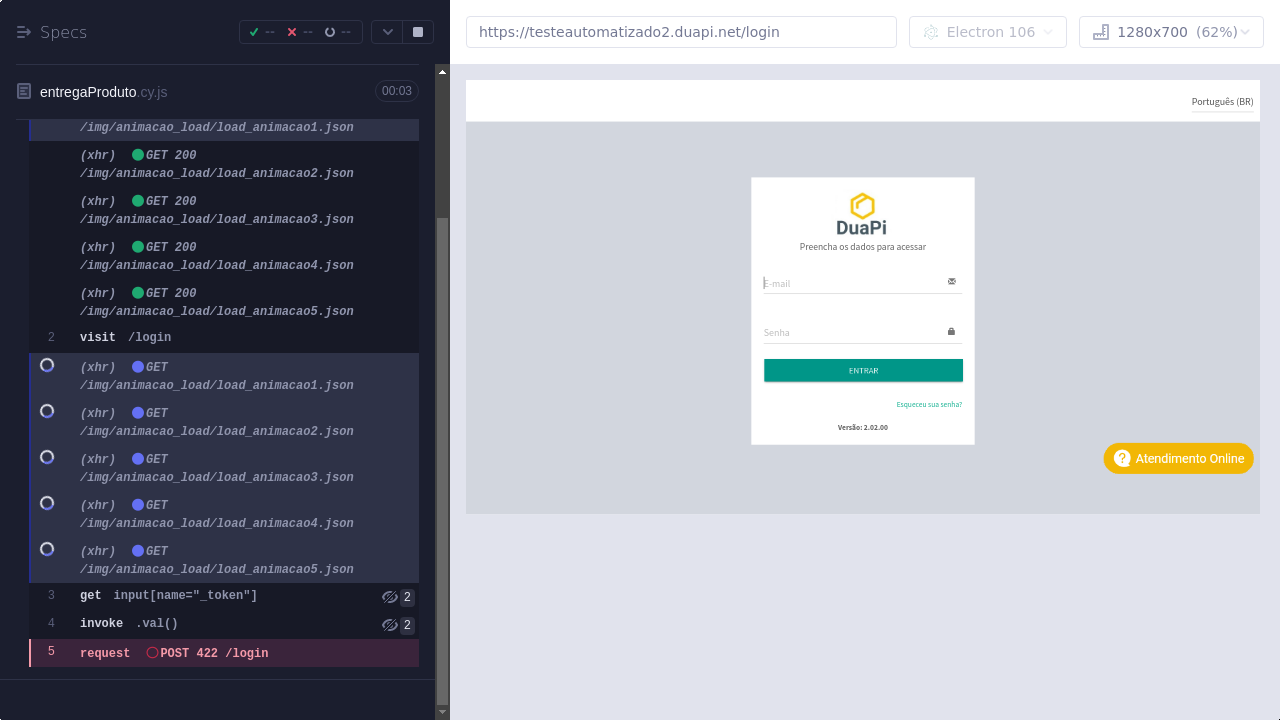 Specs
--
--
--
https://testeautomatizado2.duapi.net/login
Electron 106
1280x700 (62%)
entregaProduto.cy.js
00:03
/img/animacao_load/load_animacao1.json
(xhr) GET 200
/img/animacao_load/load_animacao2.json
(xhr) GET 200
/img/animacao_load/load_animacao3.json
(xhr) GET 200
/img/animacao_load/load_animacao4.json
(xhr) GET 200
/img/animacao_load/load_animacao5.json
2 visit /login
(xhr) GET
/img/animacao_load/load_animacao1.json
(xhr) GET
/img/animacao_load/load_animacao2.json
(xhr) GET
/img/animacao_load/load_animacao3.json
(xhr) GET
/img/animacao_load/load_animacao4.json
(xhr) GET
/img/animacao_load/load_animacao5.json
3 get input[name="_token"] 2
4 invoke .val() 2
5 request POST 422 /login
Português (BR)
DuaPi
Preencha os dados para acessar
E-mail
Senha
ENTRAR
Esqueceu sua senha?
Versão: 2.02.00
Atendimento Online